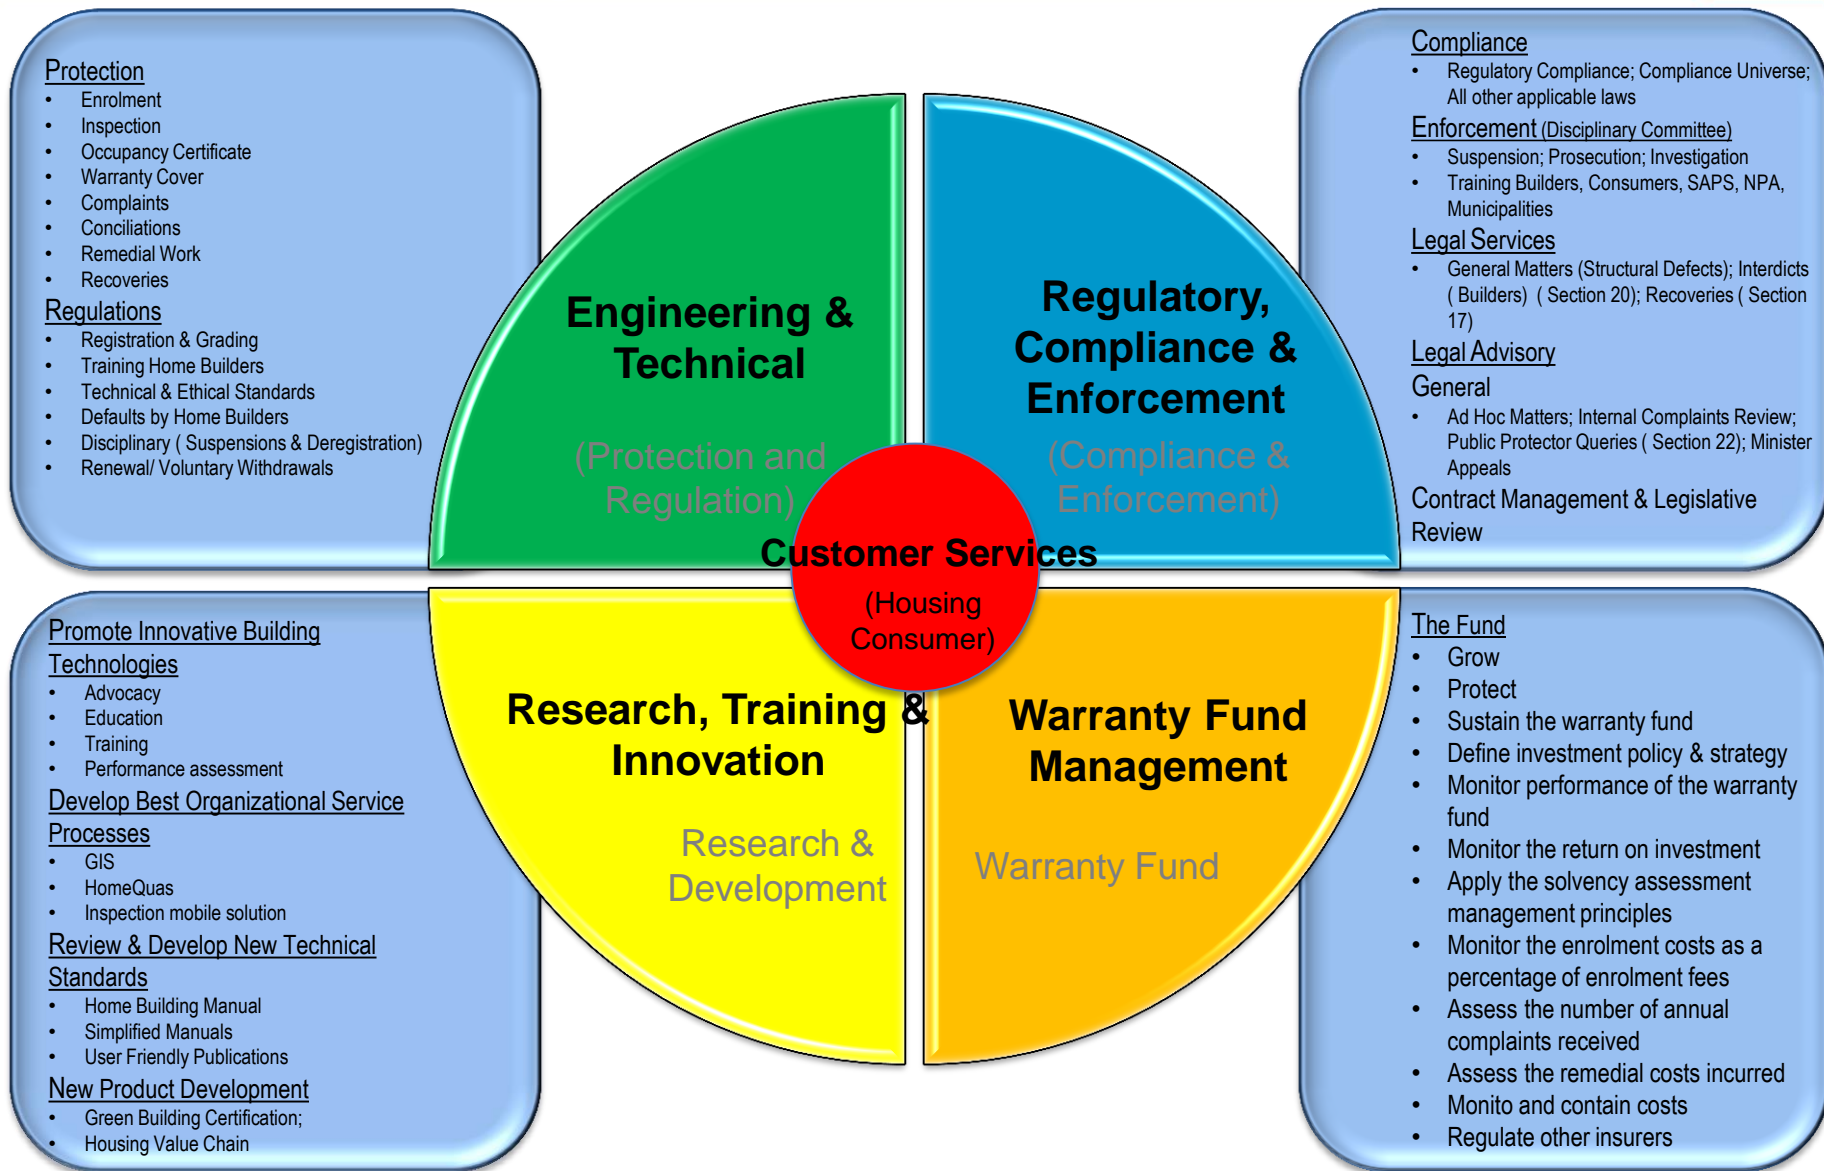 Protection
• Enrolment
• Inspection
• Occupancy Certificate
• Warranty Cover
• Complaints
• Conciliations
• Remedial Work
• Recoveries
Regulations
• Registration & Grading
• Training Home Builders
• Technical & Ethical Standards
• Defaults by Home Builders
• Disciplinary ( Suspensions & Deregistration)
• Renewal/ Voluntary Withdrawals
Engineering &
Technical
(Protection and
Regulation)
Regulatory,
Compliance &
Enforcement
(Compliance &
Enforcement)
Compliance
• Regulatory Compliance; Compliance Universe;
All other applicable laws
Enforcement (Disciplinary Committee)
• Suspension; Prosecution; Investigation
• Training Builders, Consumers, SAPS, NPA,
Municipalities
Legal Services
• General Matters (Structural Defects); Interdicts
( Builders) ( Section 20); Recoveries ( Section
17)
Legal Advisory
General
• Ad Hoc Matters; Internal Complaints Review;
Public Protector Queries ( Section 22); Minister
Appeals
Contract Management & Legislative
Review
Customer Services
(Housing
Consumer)
Promote Innovative Building
Technologies
• Advocacy
• Education
• Training
• Performance assessment
Develop Best Organizational Service
Processes
• GIS
• HomeQuas
• Inspection mobile solution
Review & Develop New Technical
Standards
• Home Building Manual
• Simplified Manuals
• User Friendly Publications
New Product Development
• Green Building Certification;
• Housing Value Chain
Research, Training &
Innovation
Research &
Development
Warranty Fund
Management
Warranty Fund
The Fund
• Grow
• Protect
• Sustain the warranty fund
• Define investment policy & strategy
• Monitor performance of the warranty
fund
• Monitor the return on investment
• Apply the solvency assessment
management principles
• Monitor the enrolment costs as a
percentage of enrolment fees
• Assess the number of annual
complaints received
• Assess the remedial costs incurred
• Monito and contain costs
• Regulate other insurers